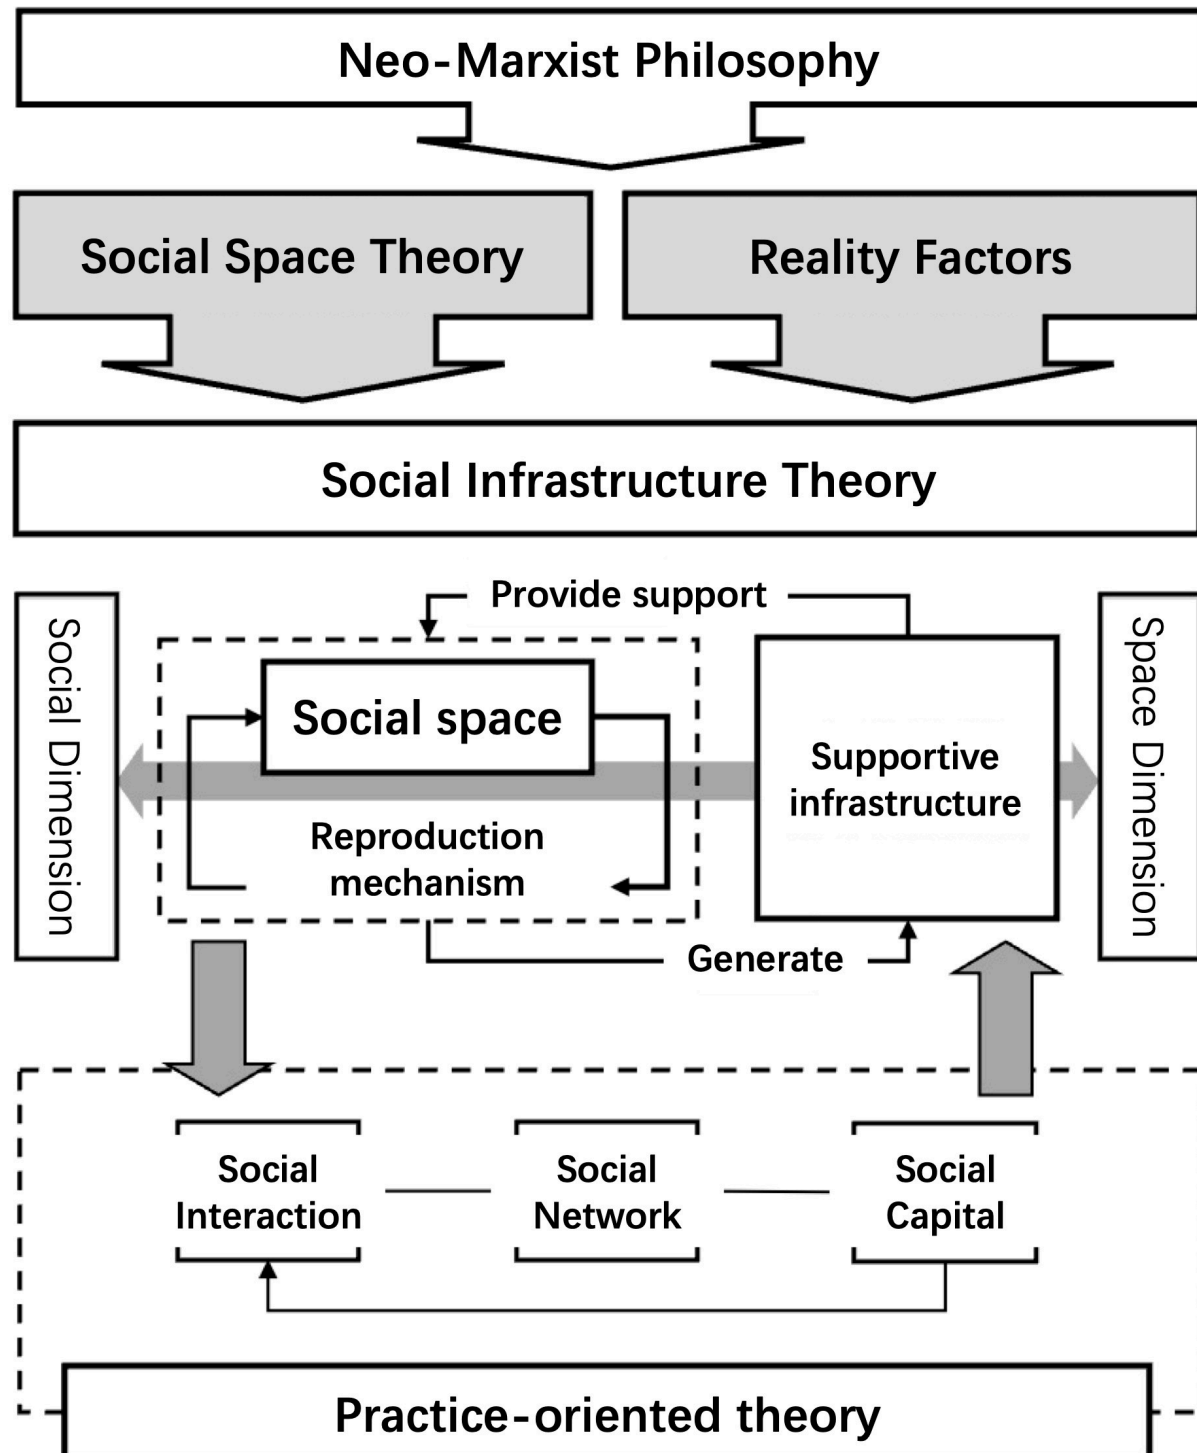 Neo-Marxist Philosophy
Social Space Theory
Reality Factors
Social Infrastructure Theory
Provide support
Social Dimension
Social space
Supportive
infrastructure
Space Dimension
Reproduction
mechanism
Generate
Social
Interaction
Social
Network
Social
Capital
Practice-oriented theory